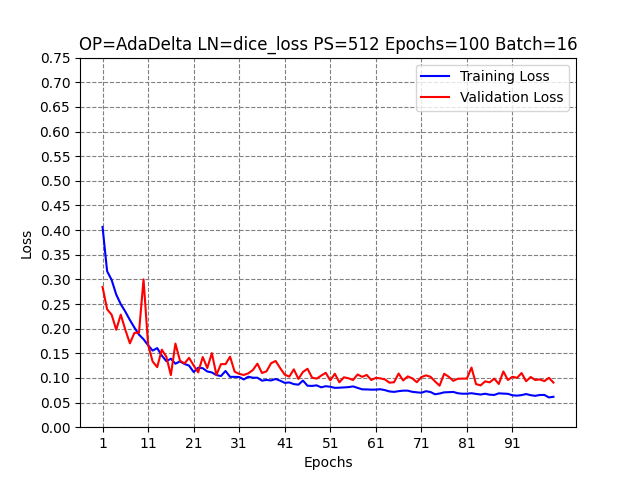 OP=AdaDelta LN=dice_loss PS=512 Epochs=100 Batch=16
0.75
0.70
0.65
0.60
0.55
0.50
0.45
0.40
0.35
0.30
0.25
0.20
0.15
0.10
0.05
0.00
Loss
Training Loss
Validation Loss
1 11 21 31 41 51 61 71 81 91
Epochs